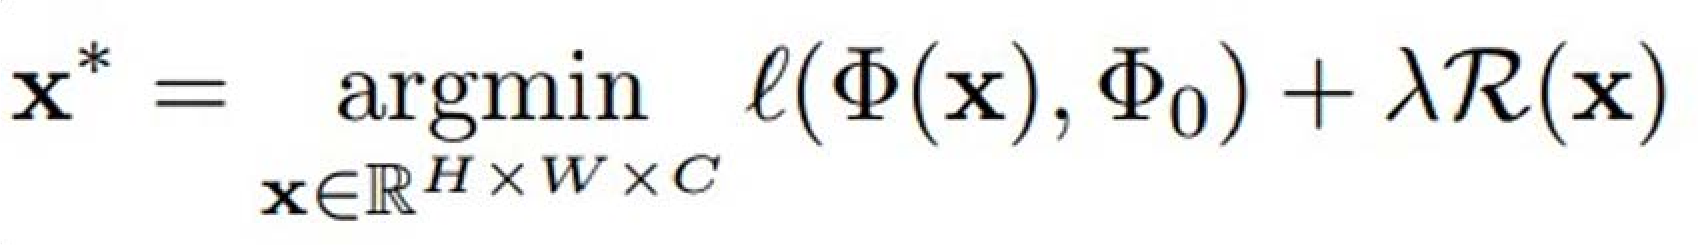 x* = argmin ℓ(Φ(x), Φ₀) + λℛ(x)
x∈ℝ^{H×W×C}